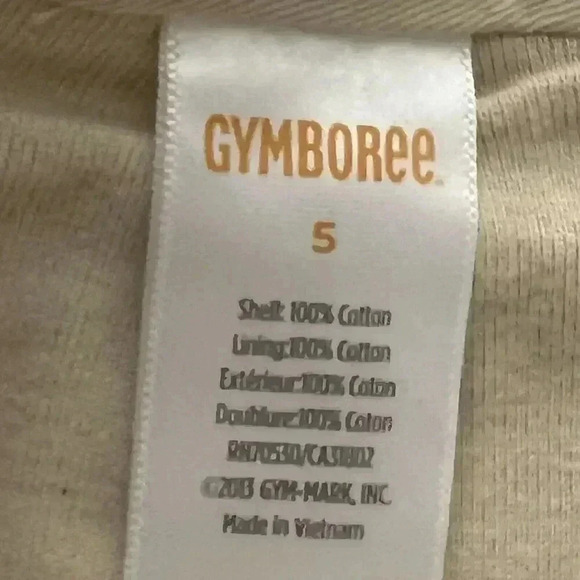 GYMBORee
S
Shell: 100% Cotton
Lining:100% Cotton
Extérieur:100% Coton
Doublure:100% Coton
RN70530/CA31802
©2013 GYM-MARK, INC.
Made in Vietnam